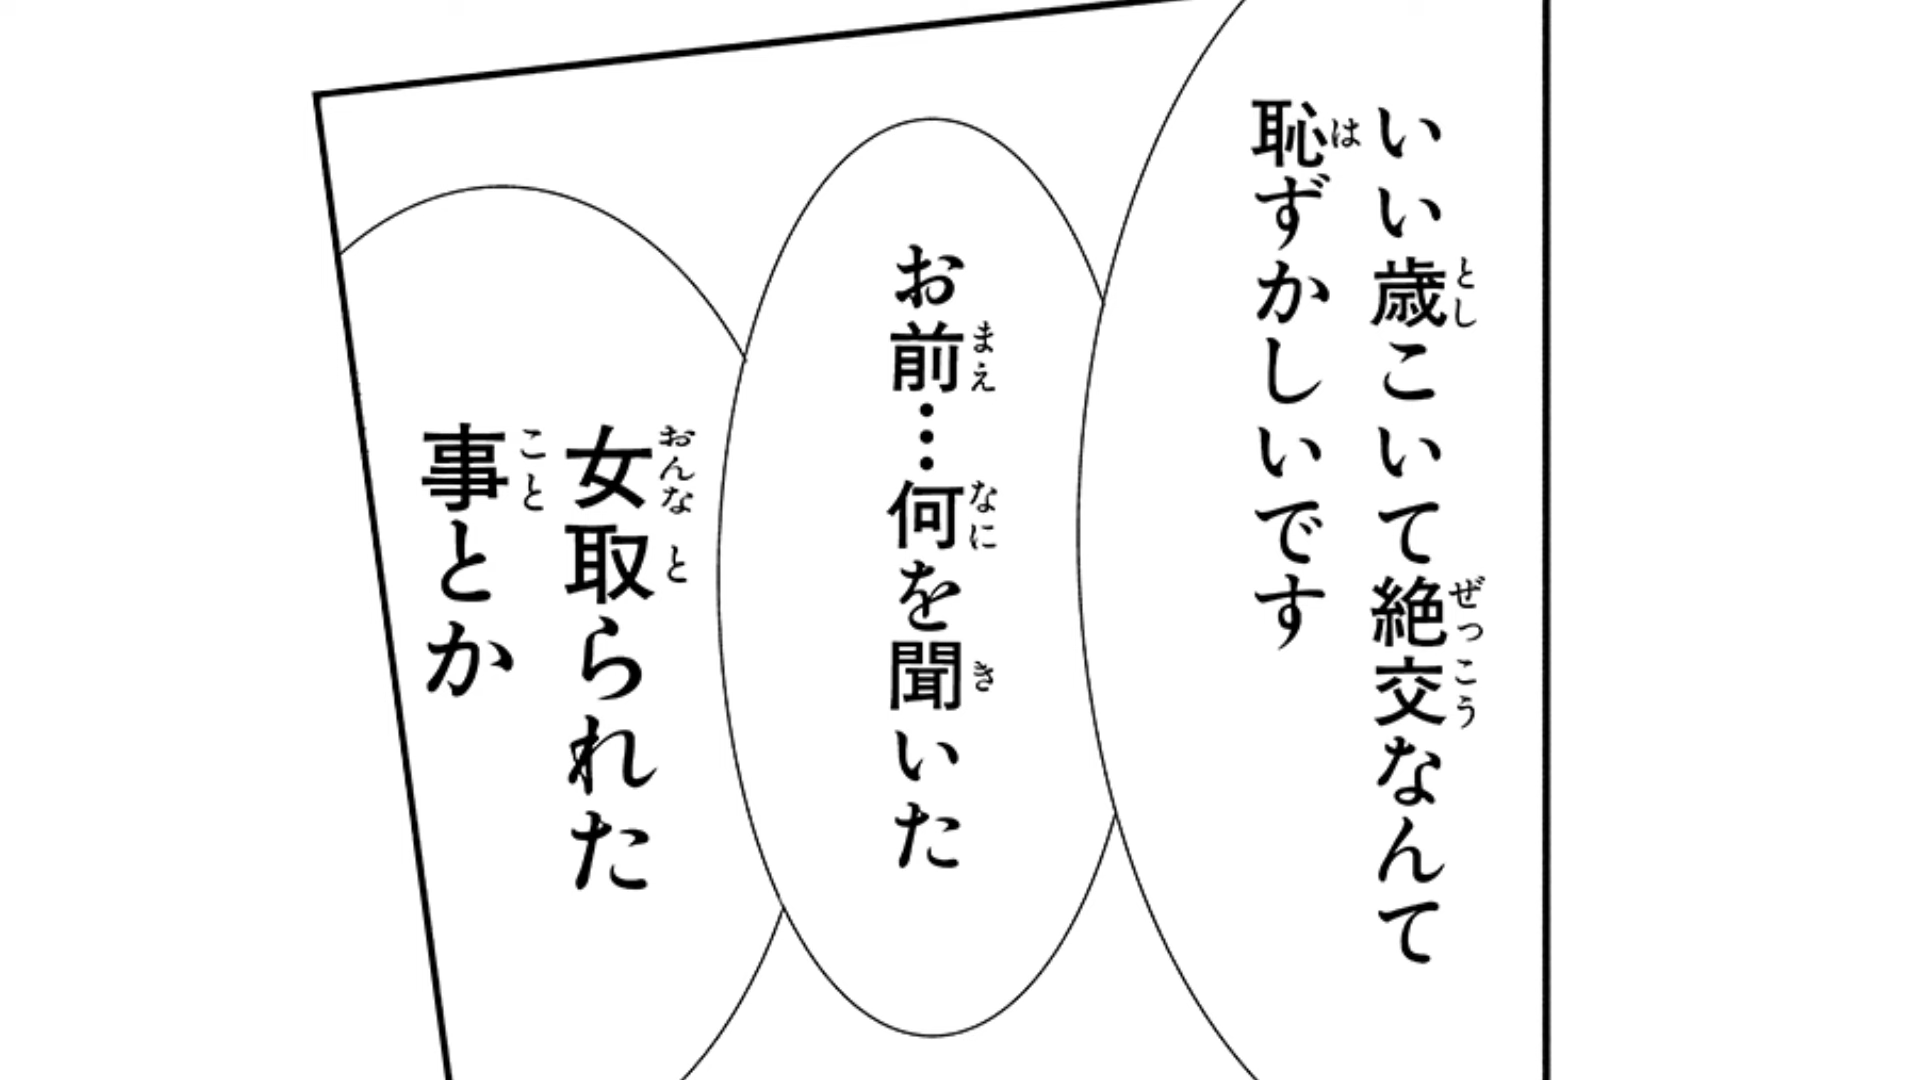 いい歳こいて絶交なんて
恥ずかしいです
お前…何を聞いた
女取られた
事とか